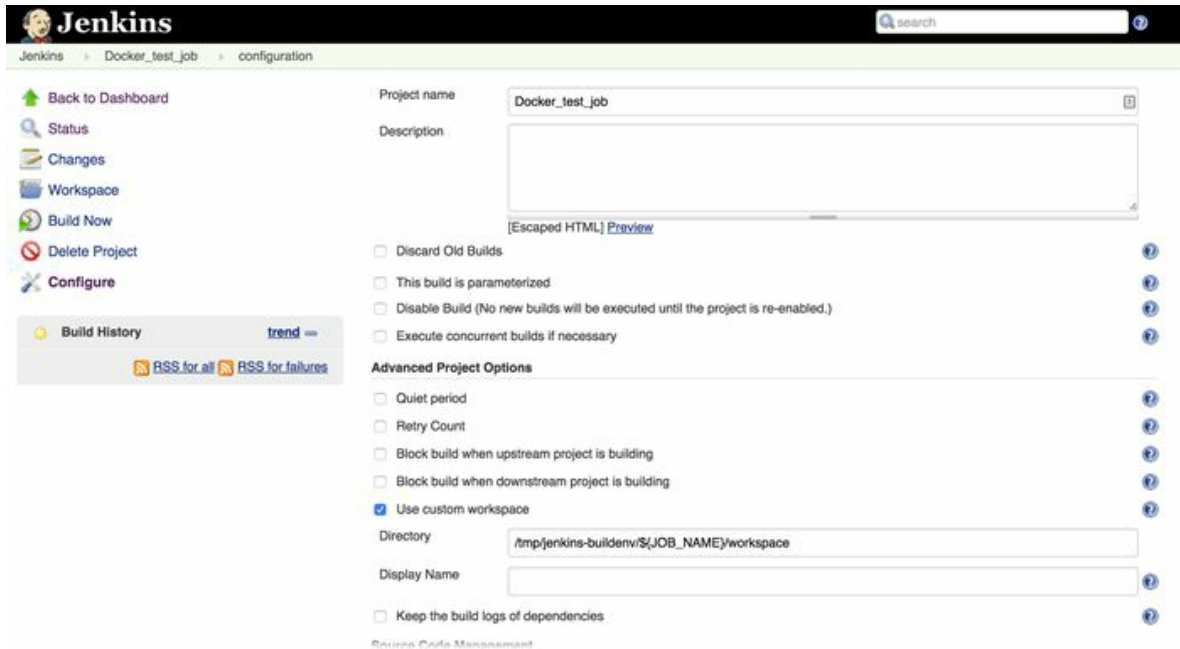 Jenkins
search
Jenkins Docker_test_job configuration
Back to Dashboard
Status
Changes
Workspace
Build Now
Delete Project
Configure
Build History trend
RSS for all RSS for failures
Project name Docker_test_job
Description
[Escaped HTML] Preview
Discard Old Builds
This build is parameterized
Disable Build (No new builds will be executed until the project is re-enabled.)
Execute concurrent builds if necessary
Advanced Project Options
Quiet period
Retry Count
Block build when upstream project is building
Block build when downstream project is building
Use custom workspace
Directory /tmp/jenkins-buildenv/${JOB_NAME}/workspace
Display Name
Keep the build logs of dependencies
Source Code Management